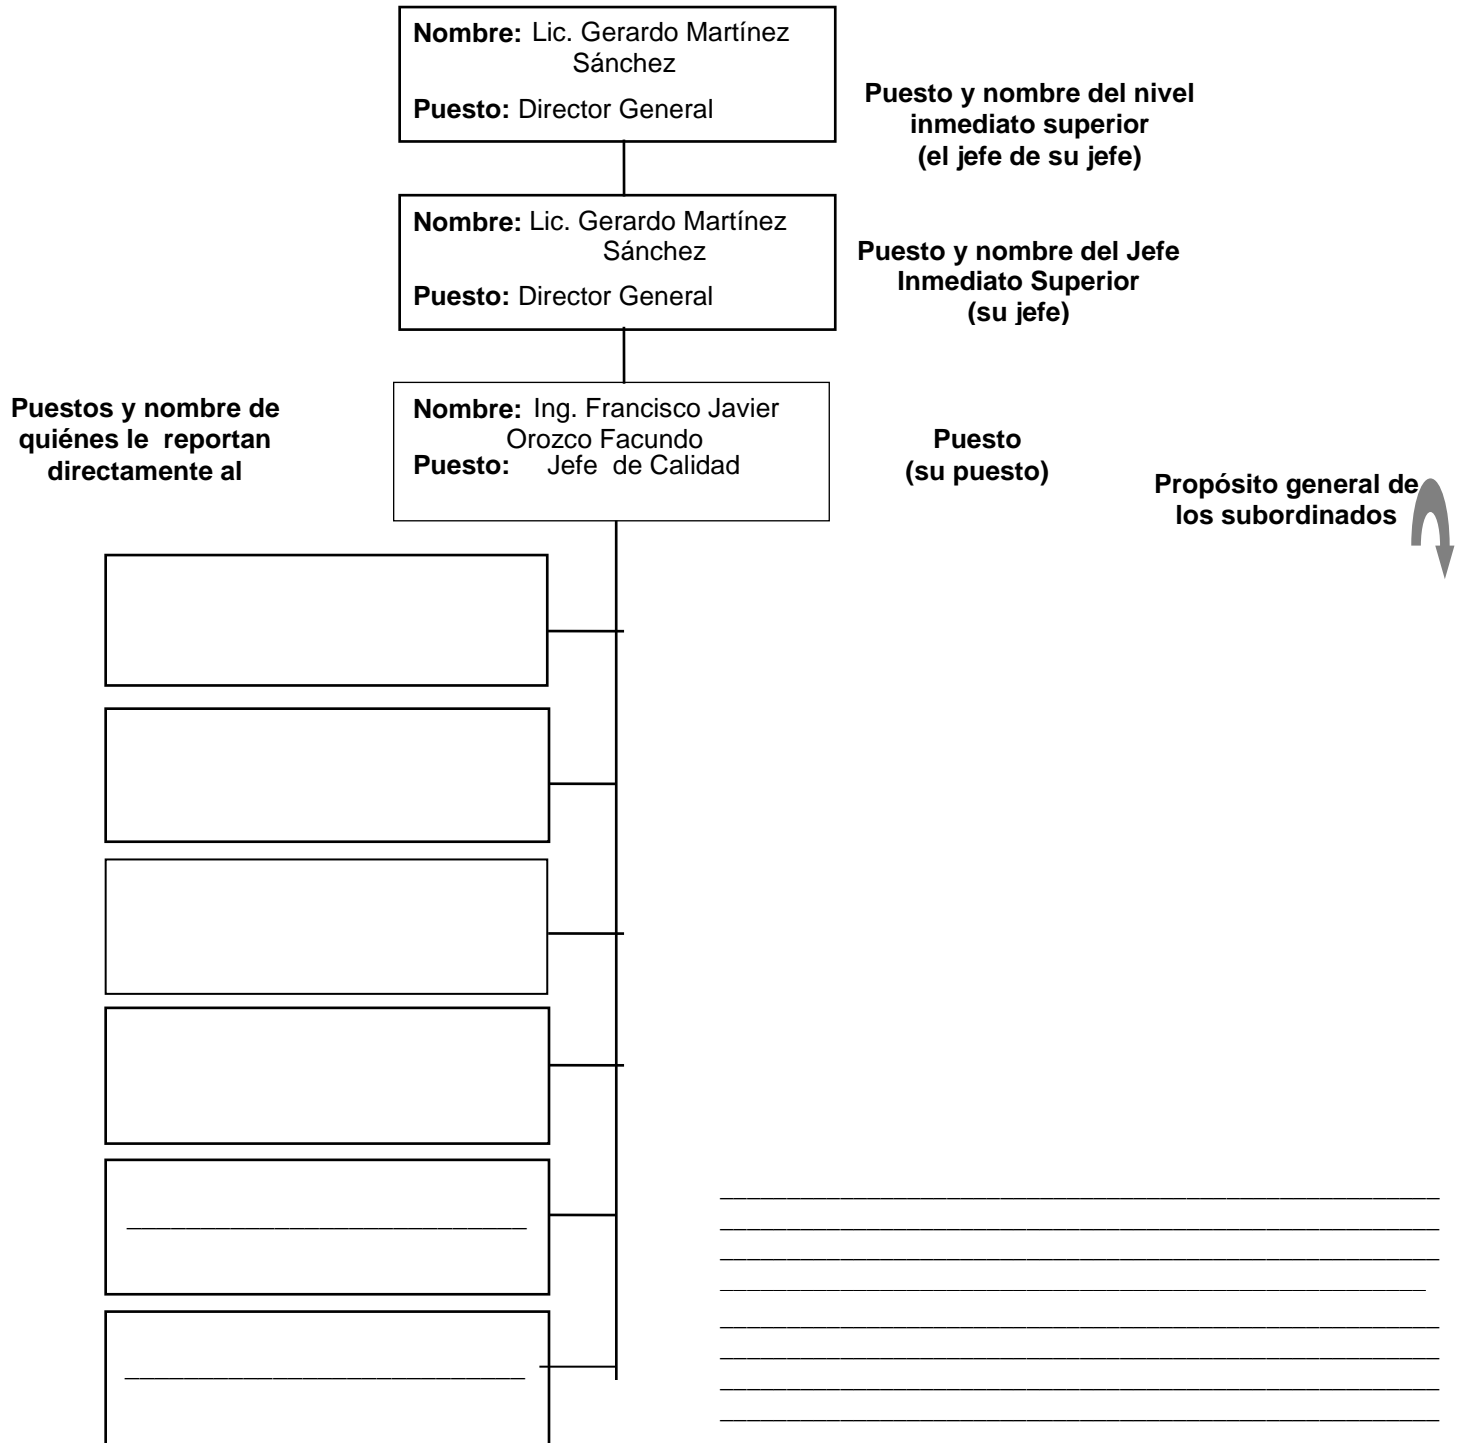 Nombre: Lic. Gerardo Martínez
Sánchez
Puesto: Director General
Puesto y nombre del nivel
inmediato superior
(el jefe de su jefe)
Nombre: Lic. Gerardo Martínez
Sánchez
Puesto: Director General
Puesto y nombre del Jefe
Inmediato Superior
(su jefe)
Puestos y nombre de
quiénes le reportan
directamente al
Nombre: Ing. Francisco Javier
Orozco Facundo
Puesto: Jefe de Calidad
Puesto
(su puesto)
Propósito general de
los subordinados